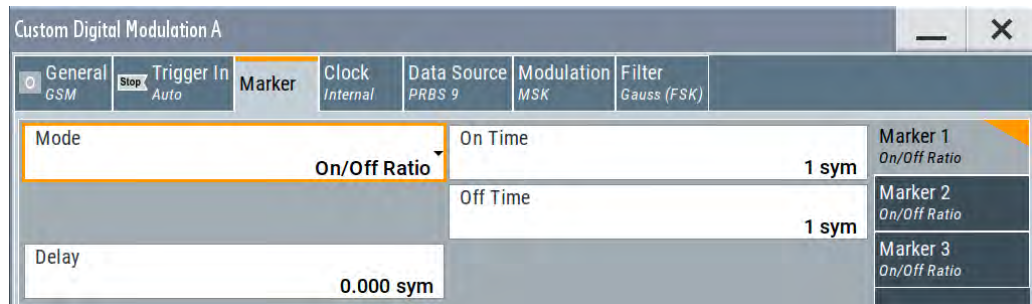 Custom Digital Modulation A
General
GSM
Stop
Trigger In
Auto
Marker
Clock
Internal
Data Source
PRBS 9
Modulation
MSK
Filter
Gauss (FSK)
Mode
On/Off Ratio
On Time
1 sym
Off Time
1 sym
Delay
0.000 sym
Marker 1
On/Off Ratio
Marker 2
On/Off Ratio
Marker 3
On/Off Ratio